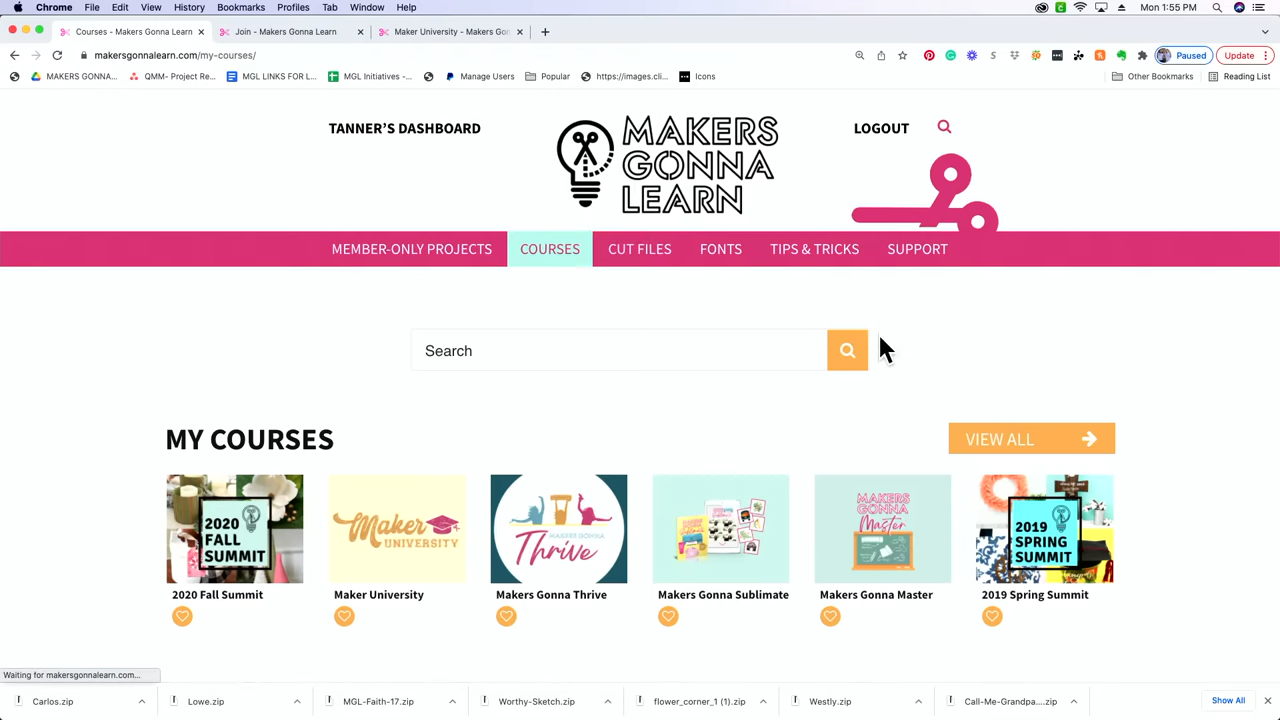 Chrome File Edit View History Bookmarks Profiles Tab Window Help Mon 1:55 PM
Courses - Makers Gonna Learn Join - Makers Gonna Learn Maker University - Makers Gon
makersgonnalearn.com/my-courses/ Paused Update
MAKERS GONNA... QMM- Project Re... MGL LINKS FOR L... MGL Initiatives -... Manage Users Popular https://images.cli... Icons Other Bookmarks Reading List
TANNER'S DASHBOARD
MAKERS
GONNA
LEARN
LOGOUT
MEMBER-ONLY PROJECTS COURSES CUT FILES FONTS TIPS & TRICKS SUPPORT
Search
MY COURSES
VIEW ALL
2020
FALL
SUMMIT
Maker
UNIVERSITY
MAKERS GONNA
Thrive
MAKERS
GONNA
Master
2019
SPRING
SUMMIT
2020 Fall Summit Maker University Makers Gonna Thrive Makers Gonna Sublimate Makers Gonna Master 2019 Spring Summit
Waiting for makersgonnalearn.com...
Carlos.zip Lowe.zip MGL-Faith-17.zip Worthy-Sketch.zip flower_corner_1 (1).zip Westly.zip Call-Me-Grandpa....zip Show All